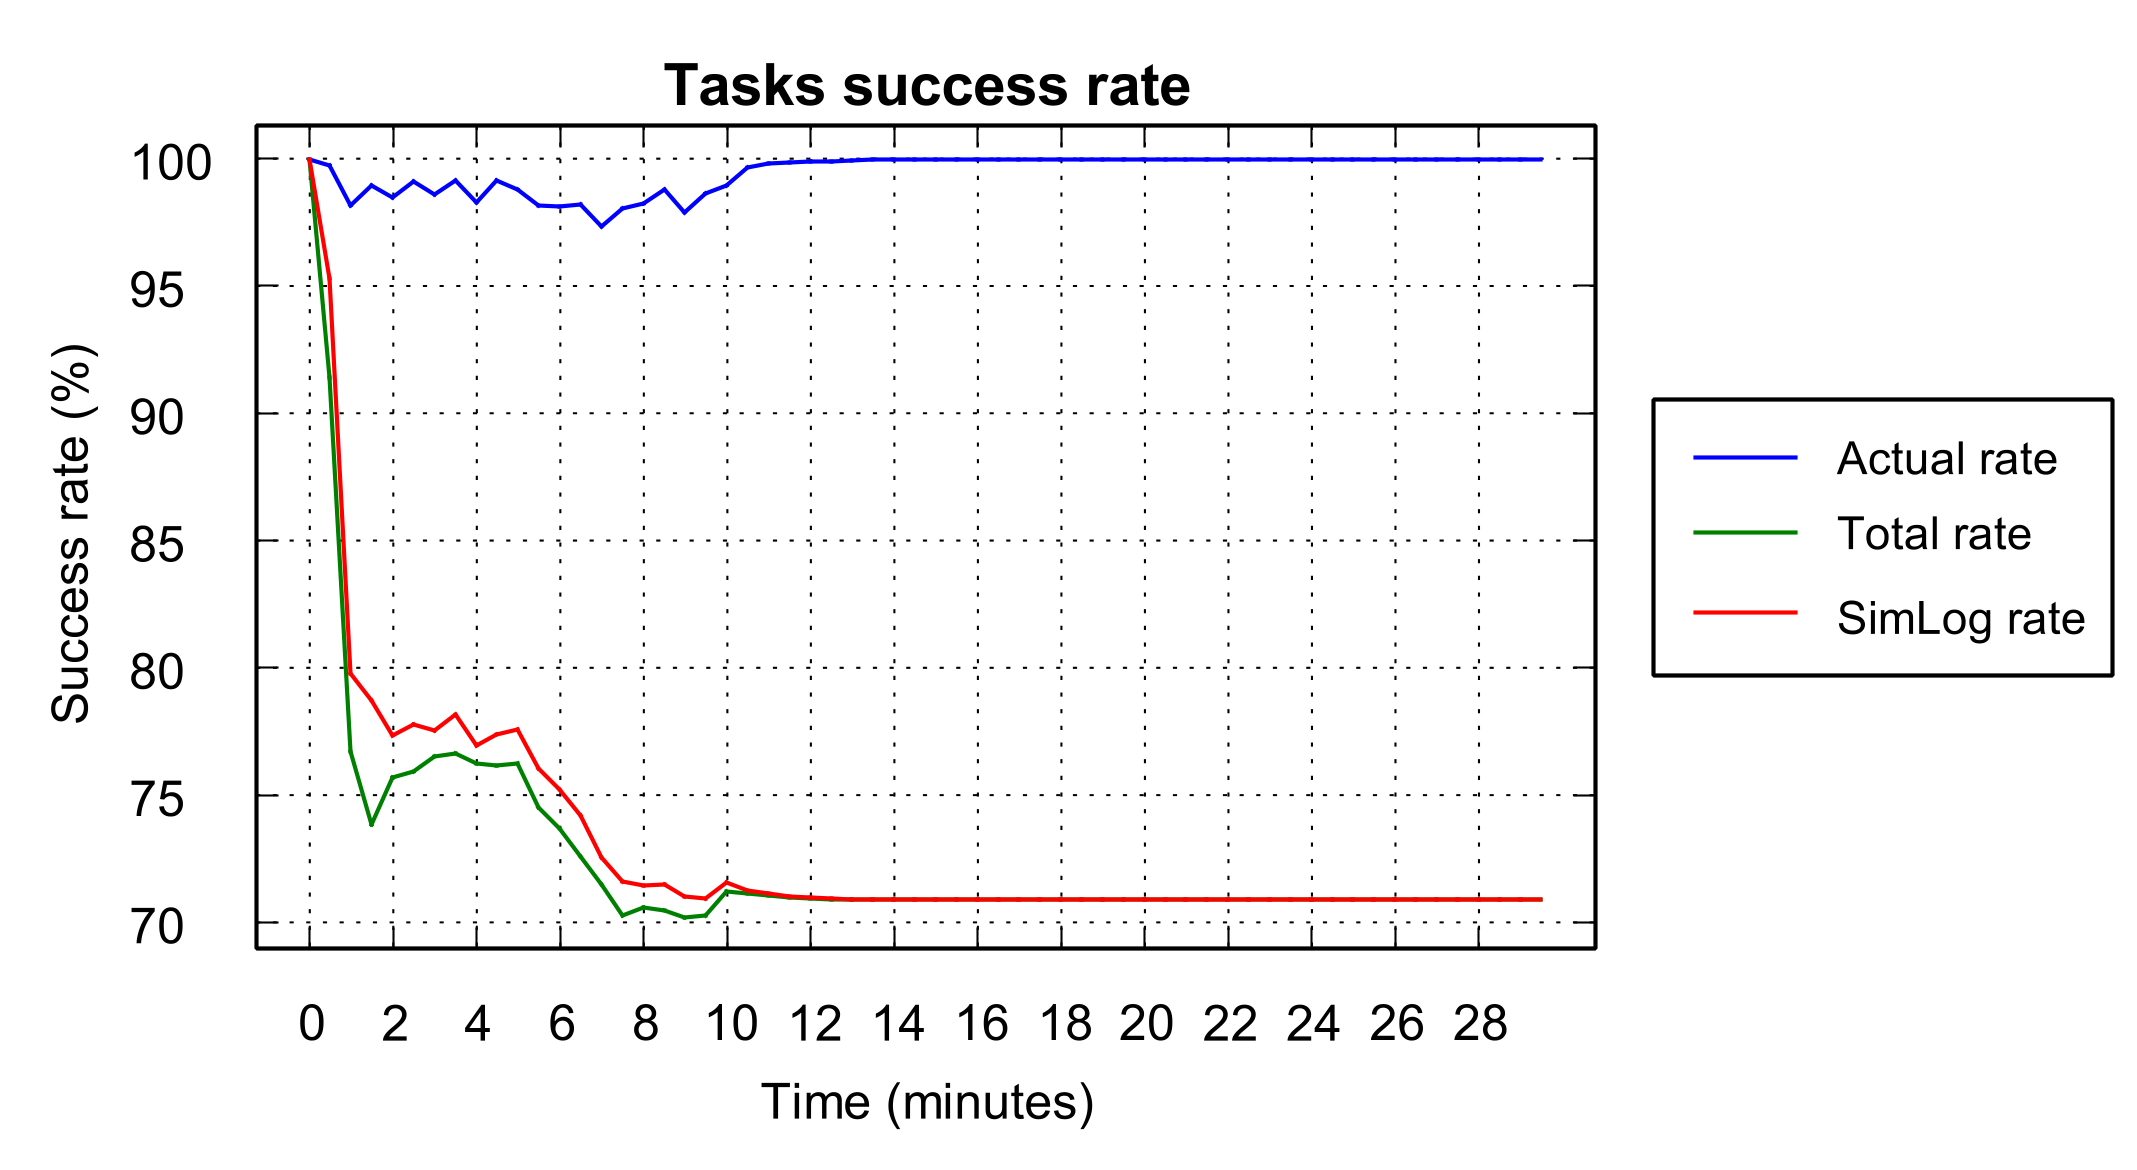 Tasks success rate
Success rate (%)
100
95
90
85
80
75
70
0 2 4 6 8 10 12 14 16 18 20 22 24 26 28
Time (minutes)
Actual rate
Total rate
SimLog rate